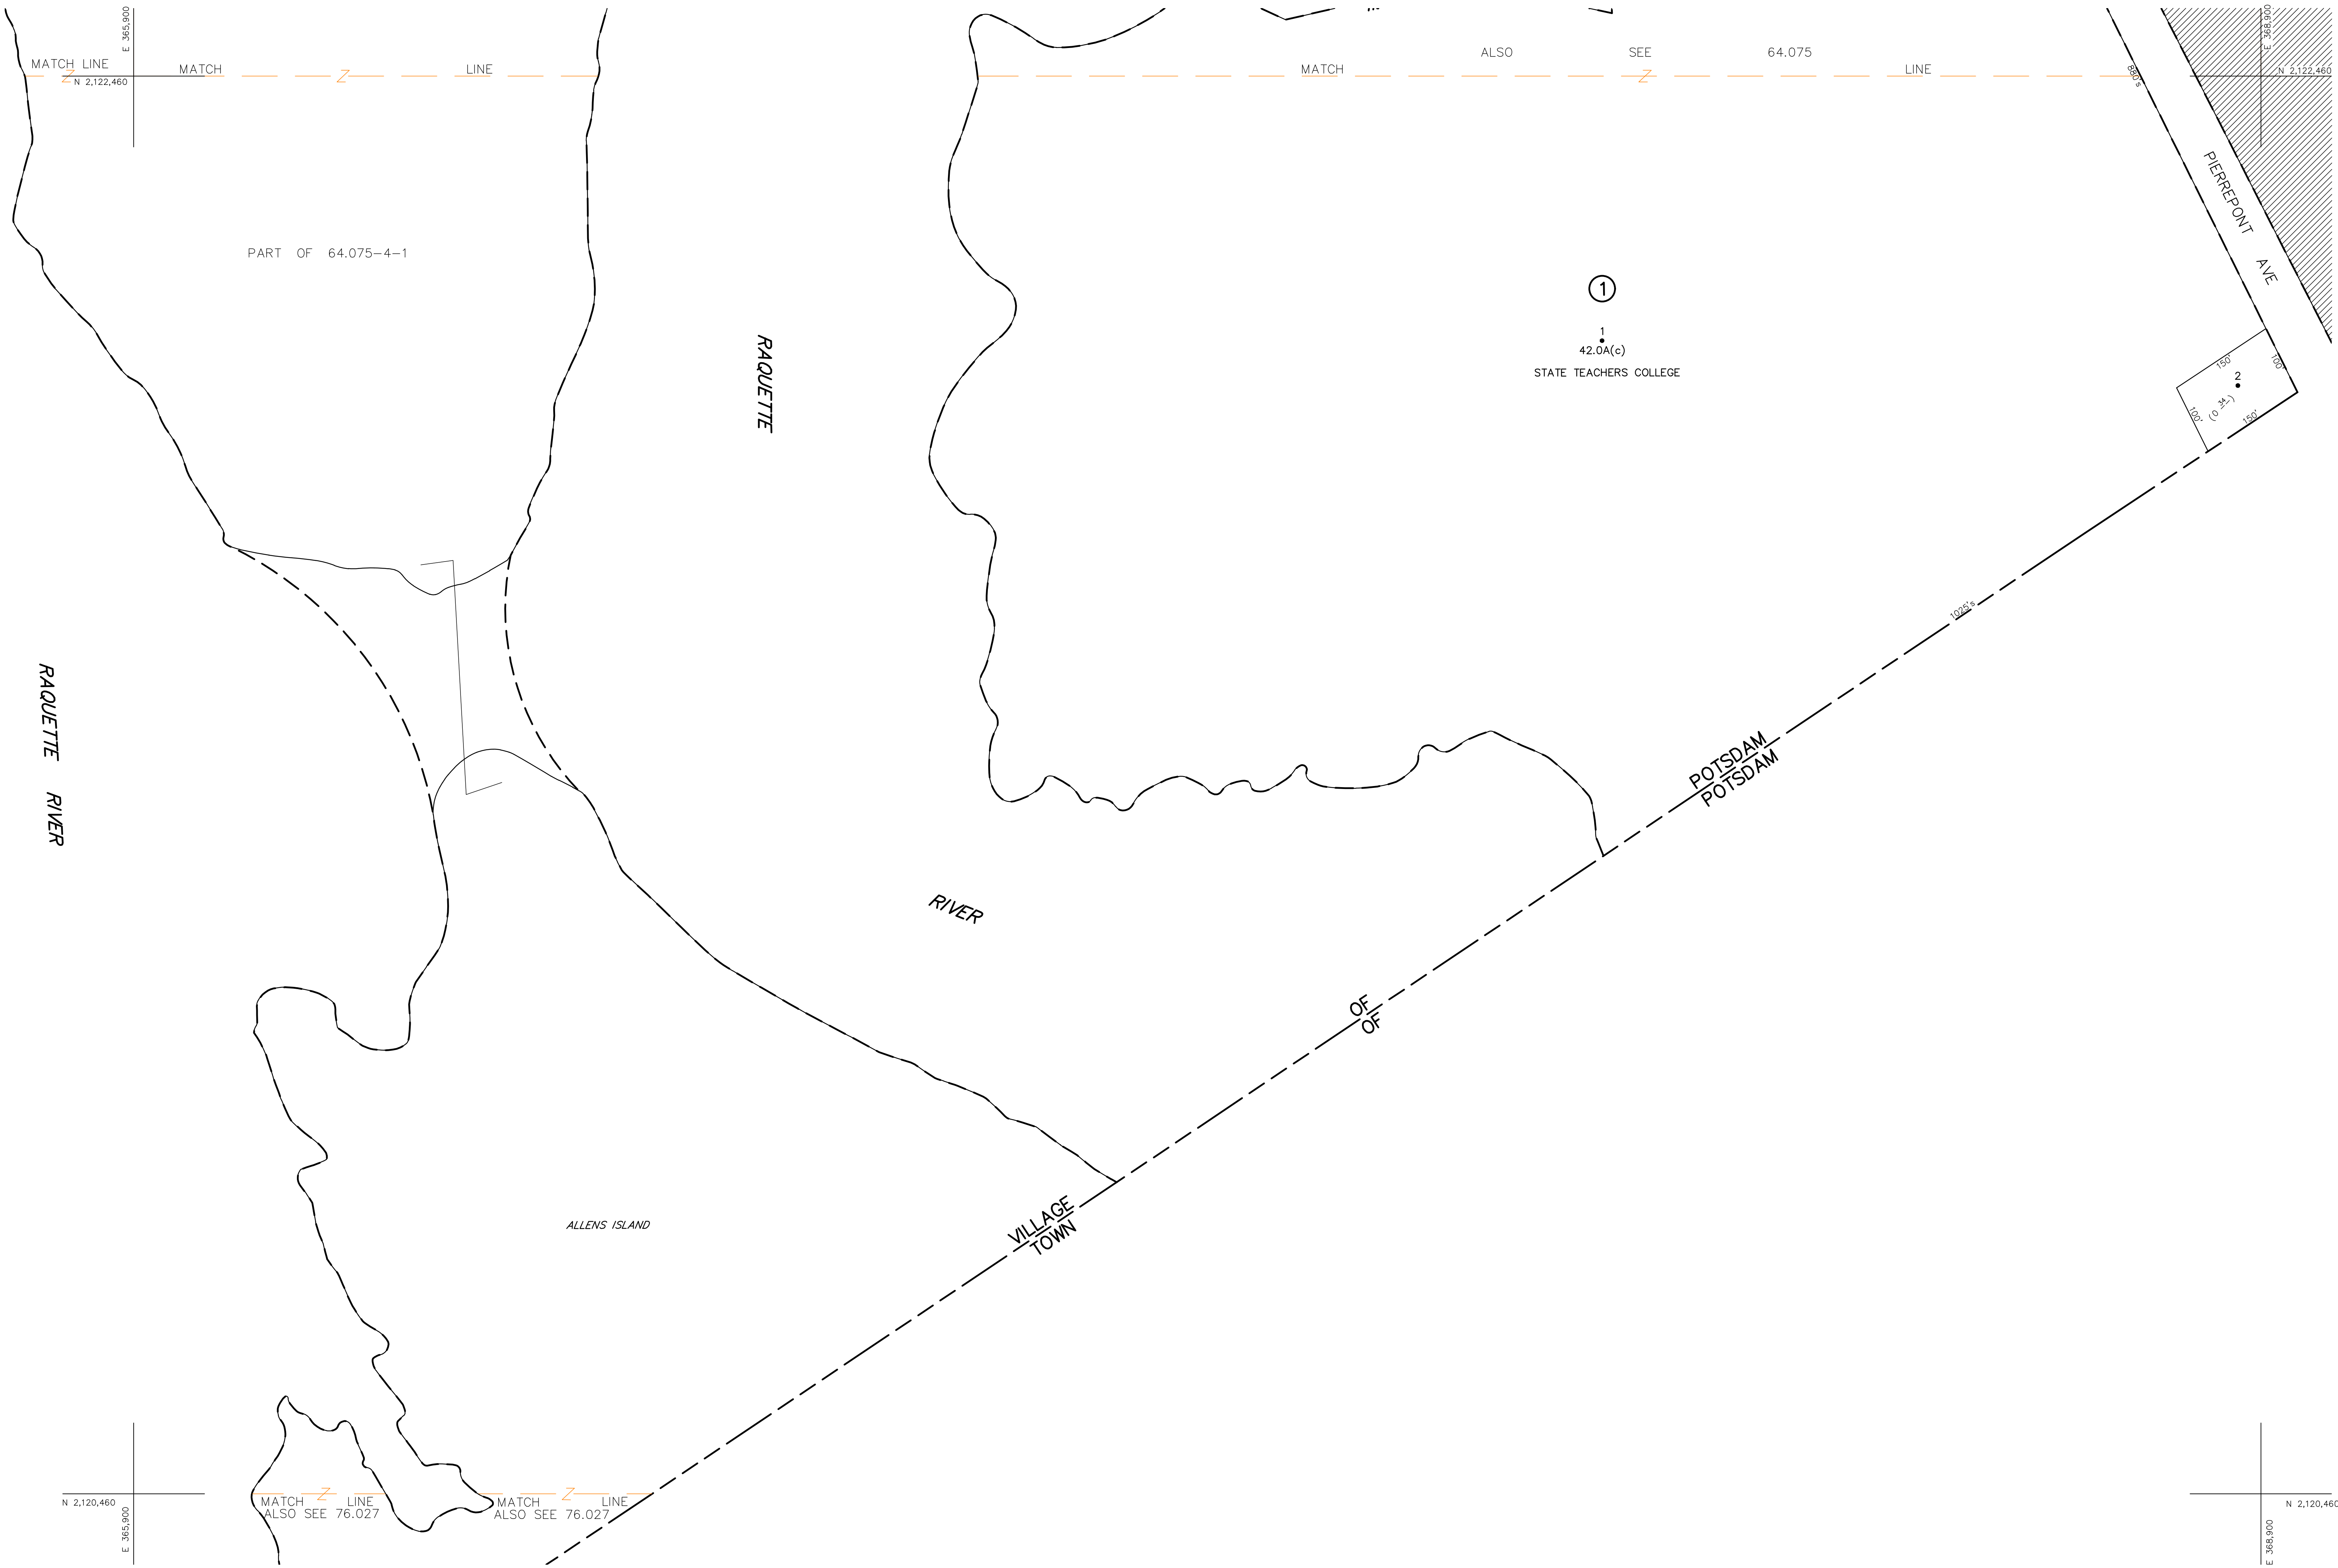 E 365,900
E 368,900
MATCH LINE
N 2,122,460
MATCH LINE
ALSO SEE 64.075
MATCH LINE
880's
N 2,122,460
PIERREPONT AVE
PART OF 64.075-4-1
1
1
42.0A(c)
STATE TEACHERS COLLEGE
RAQUETTE
150'
100'
2
(0.34)
100'
150'
1025's
RAQUETTE RIVER
RIVER
VILLAGE OF POTSDAM
TOWN OF POTSDAM
ALLENS ISLAND
N 2,120,460
E 365,900
MATCH LINE
ALSO SEE 76.027
MATCH LINE
ALSO SEE 76.027
N 2,120,460
E 368,900